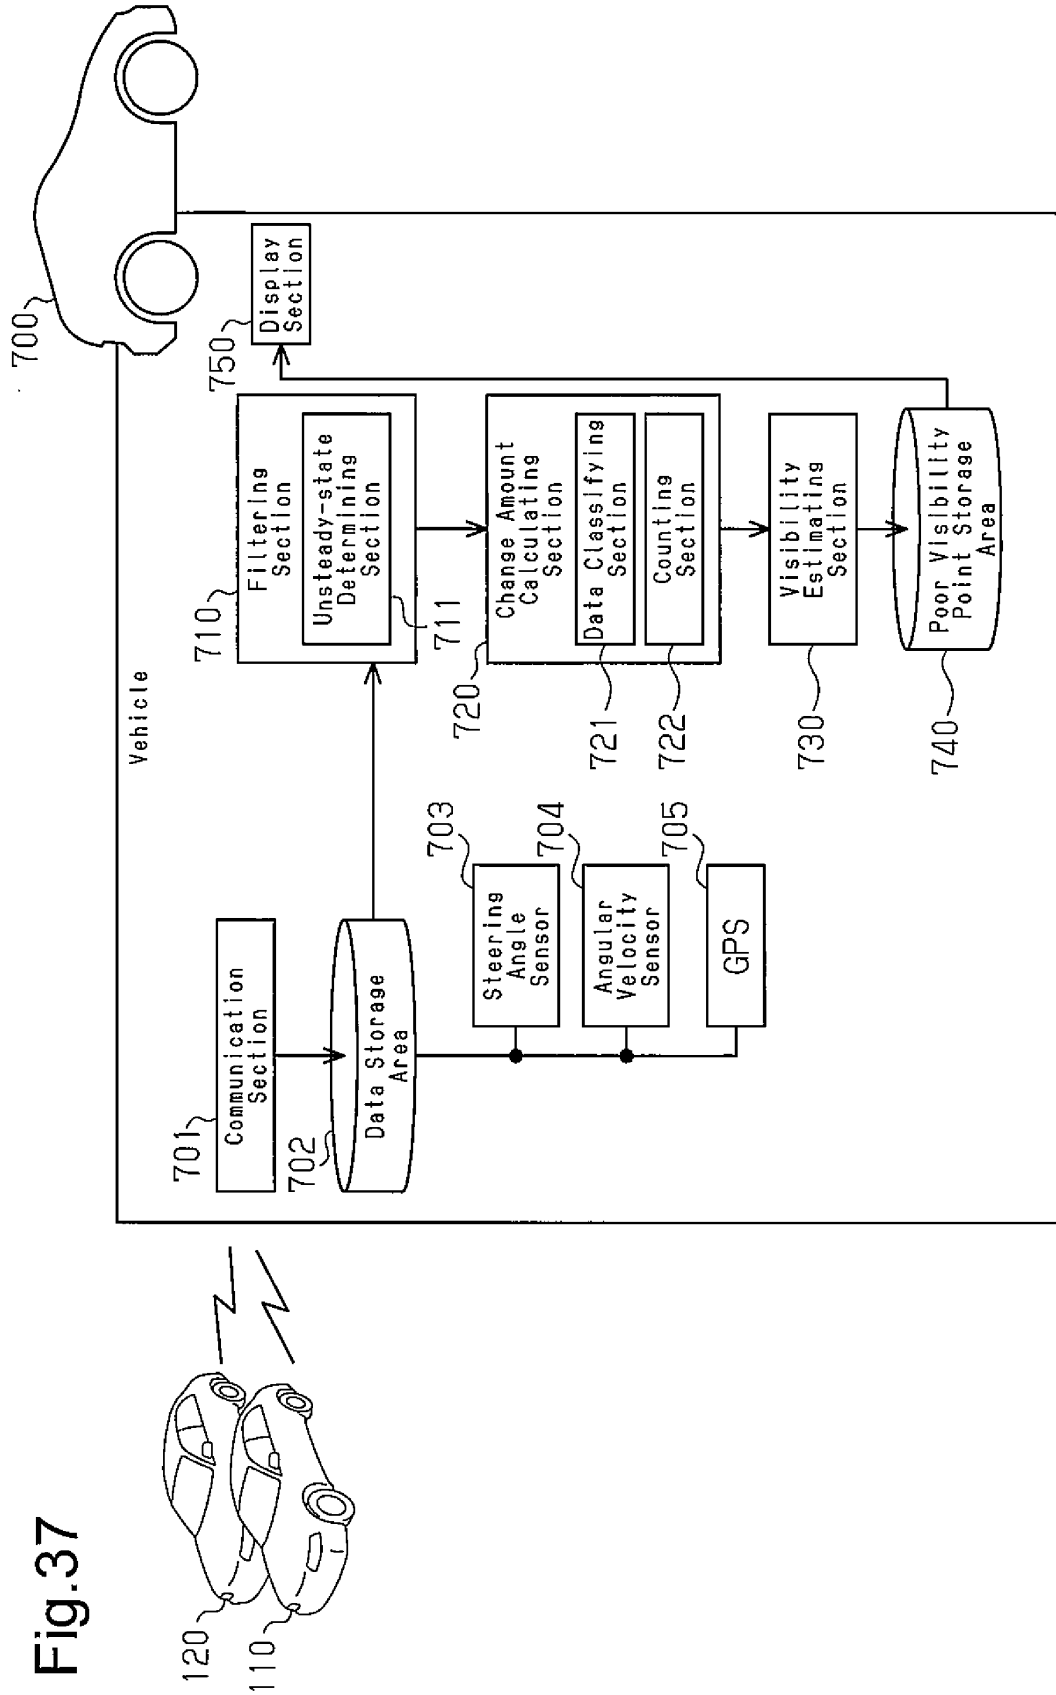 Fig.37
120
110
700
Vehicle
701
Communication
Section
702
Data Storage
Area
703
Steering
Angle
Sensor
704
Angular
Velocity
Sensor
705
GPS
710
Filtering
Section
Unsteady-state
Determining
Section
711
720
Change Amount
Calculating
Section
Data Classifying
Section
721
Counting
Section
722
730
Visibility
Estimating
Section
740
Poor Visibility
Point Storage
Area
750
Display
Section